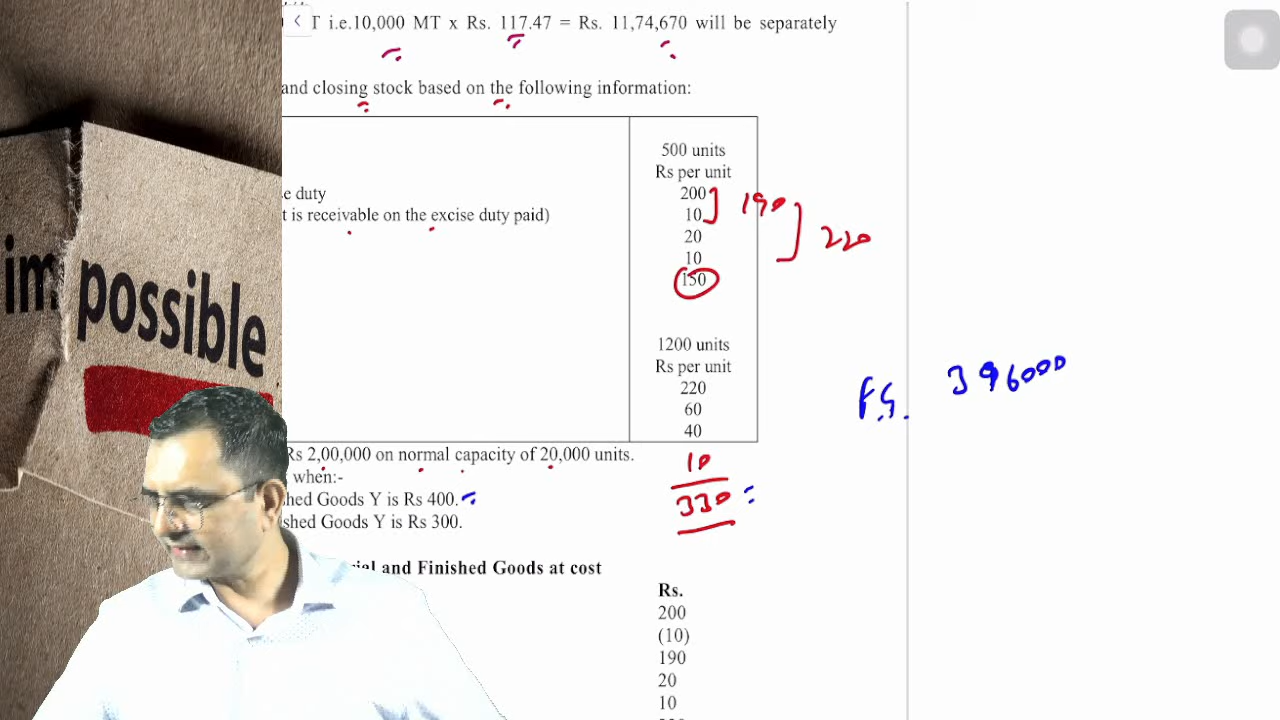 T i.e.10,000 MT x Rs. 117.47 = Rs. 11,74,670 will be separately
and closing stock based on the following information:
500 units
Rs per unit
se duty 200 190
t is receivable on the excise duty paid) 10
20 220
10
150
1200 units
Rs per unit
220
60
40
F.G. 396000
10
330 =
Rs 2,00,000 on normal capacity of 20,000 units.
when:-
shed Goods Y is Rs 400.
shed Goods Y is Rs 300.
rial and Finished Goods at cost
Rs.
200
(10)
190
20
10
im possible